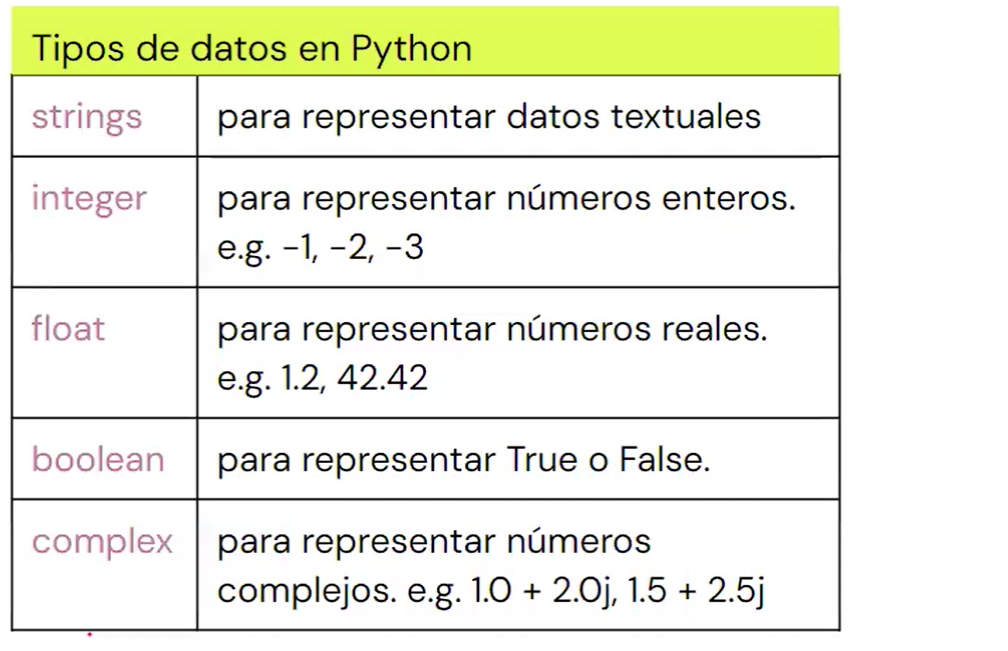 Tipos de datos en Python
strings
para representar datos textuales
integer
para representar números enteros.
e.g. −1, −2, −3
float
para representar números reales.
e.g. 1.2, 42.42
boolean
para representar True o False.
complex
para representar números
complejos. e.g. 1.0 + 2.0j, 1.5 + 2.5j